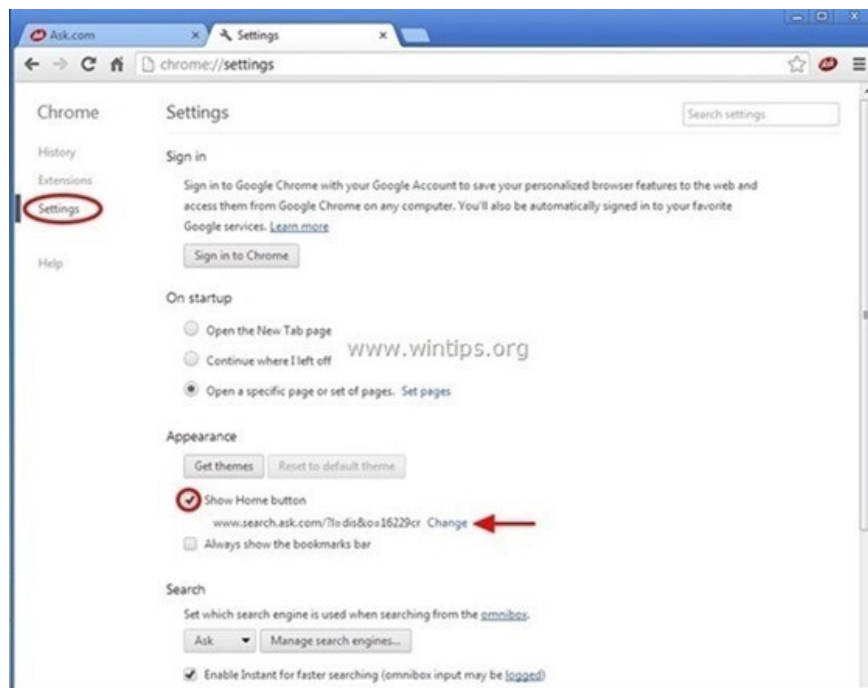 Ask.com
Settings
chrome://settings
Chrome
Settings
Search settings
History
Sign in
Extensions
Sign in to Google Chrome with your Google Account to save your personalized browser features to the web and
Settings
access them from Google Chrome on any computer. You'll also be automatically signed in to your favorite
Google services. Learn more
Help
Sign in to Chrome
On startup
Open the New Tab page
www.wintips.org
Continue where I left off
Open a specific page or set of pages. Set pages
Appearance
Get themes Reset to default theme
Show Home button
www.search.ask.com/?l=dis&o=16229cr Change
Always show the bookmarks bar
Search
Set which search engine is used when searching from the omnibox.
Ask Manage search engines...
Enable Instant for faster searching (omnibox input may be logged)